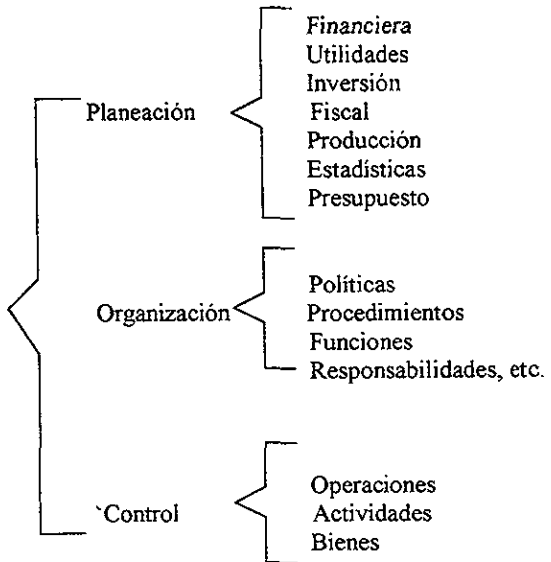 Planeación
Financiera
Utilidades
Inversión
Fiscal
Producción
Estadísticas
Presupuesto
Organización
Políticas
Procedimientos
Funciones
Responsabilidades, etc.
Control
Operaciones
Actividades
Bienes